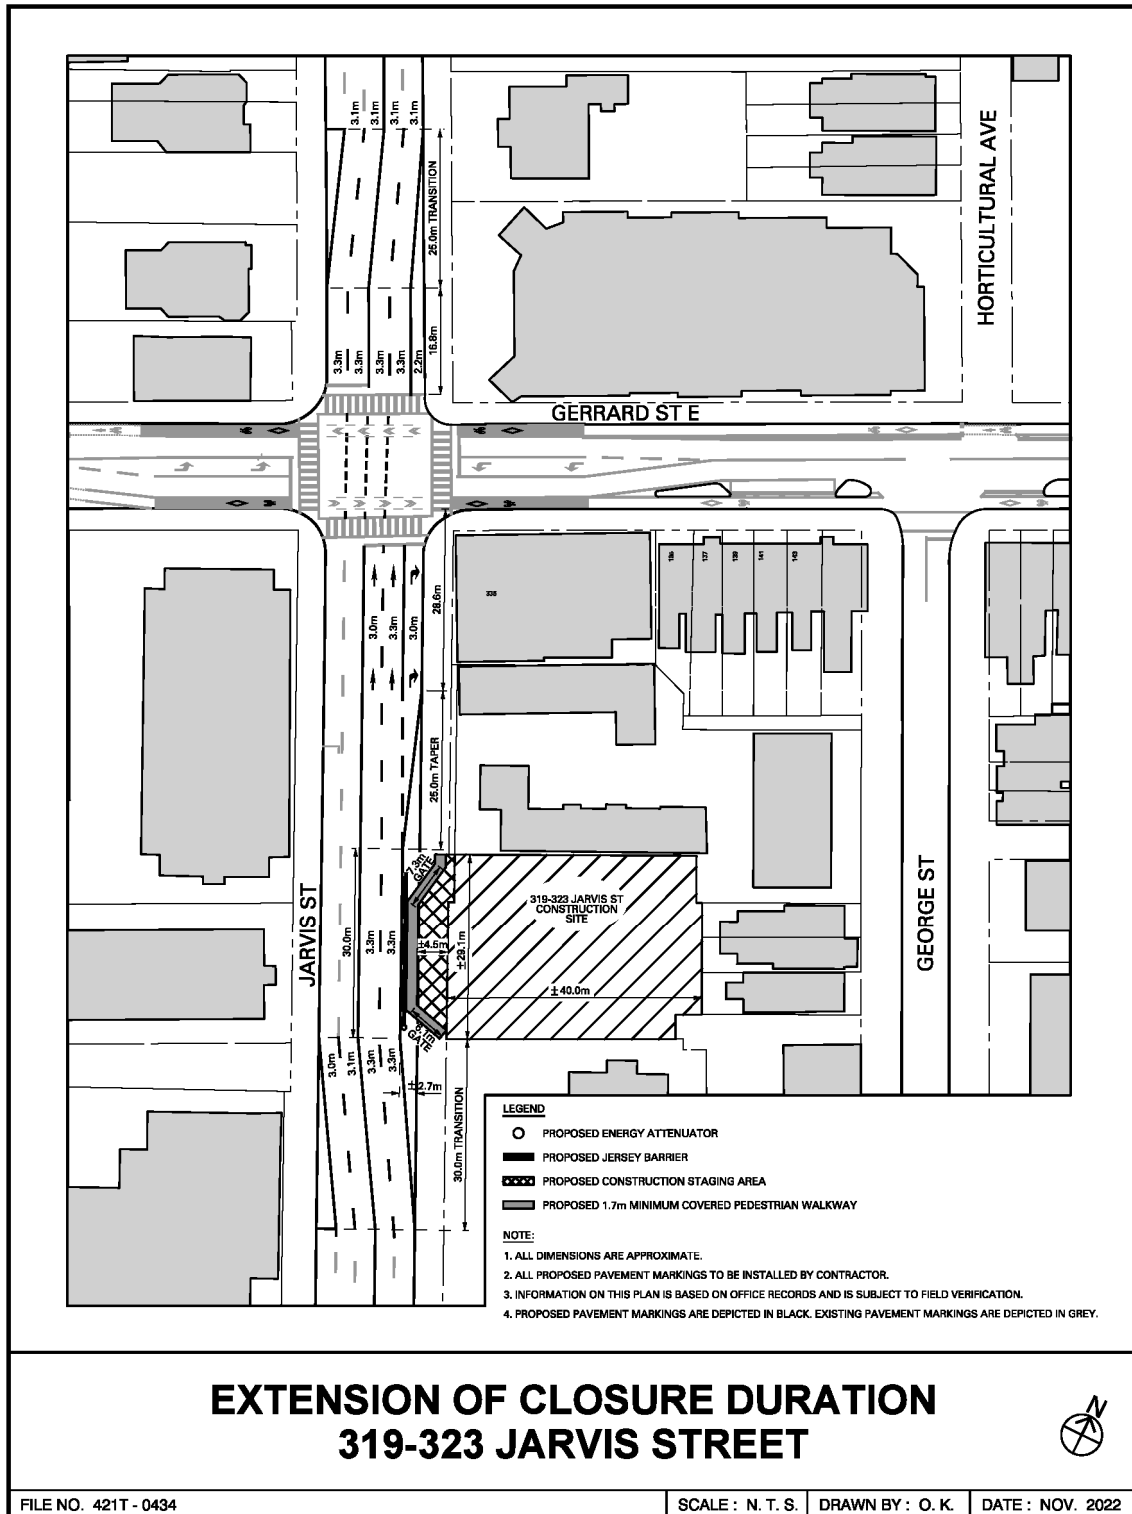 3.1m
3.1m
3.1m
3.1m
25.0m TRANSITION
HORTICULTURAL AVE
3.3m
3.3m
3.3m
3.3m
2.2m
16.8m
GERRARD ST E
335
137
139
141
143
3.0m
3.3m
3.0m
28.6m
25.0m TAPER
7.3m
GATE
319-323 JARVIS ST
CONSTRUCTION
SITE
JARVIS ST
GEORGE ST
30.0m
3.3m
3.3m
±4.5m
±29.1m
±40.0m
GATE
3.0m
3.1m
3.3m
3.3m
±2.7m
30.0m TRANSITION
LEGEND
PROPOSED ENERGY ATTENUATOR
PROPOSED JERSEY BARRIER
PROPOSED CONSTRUCTION STAGING AREA
PROPOSED 1.7m MINIMUM COVERED PEDESTRIAN WALKWAY
NOTE:
1. ALL DIMENSIONS ARE APPROXIMATE.
2. ALL PROPOSED PAVEMENT MARKINGS TO BE INSTALLED BY CONTRACTOR.
3. INFORMATION ON THIS PLAN IS BASED ON OFFICE RECORDS AND IS SUBJECT TO FIELD VERIFICATION.
4. PROPOSED PAVEMENT MARKINGS ARE DEPICTED IN BLACK. EXISTING PAVEMENT MARKINGS ARE DEPICTED IN GREY.
EXTENSION OF CLOSURE DURATION
319-323 JARVIS STREET
N
FILE NO. 421T - 0434
SCALE : N. T. S.
DRAWN BY : O. K.
DATE : NOV. 2022